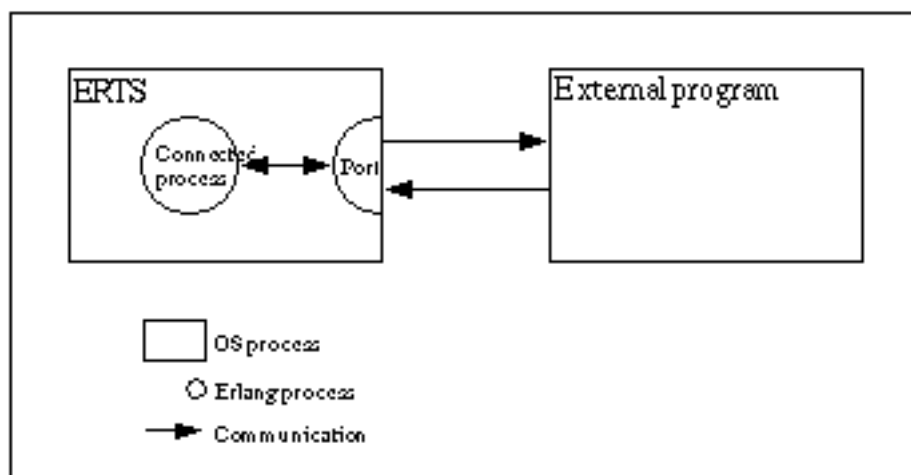 ERTS
External program
Connected
process
Port
OS process
Erlang process
Communication